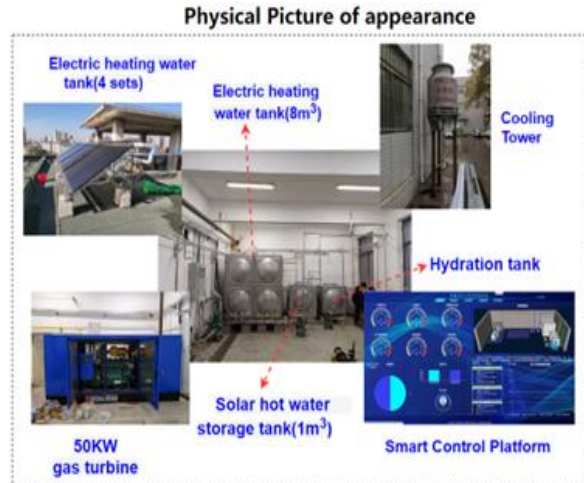 Physical Picture of appearance
Electric heating water
tank(4 sets)
Electric heating
water tank(8m³)
Cooling
Tower
Hydration tank
Solar hot water
storage tank(1m³)
50KW
gas turbine
Smart Control Platform